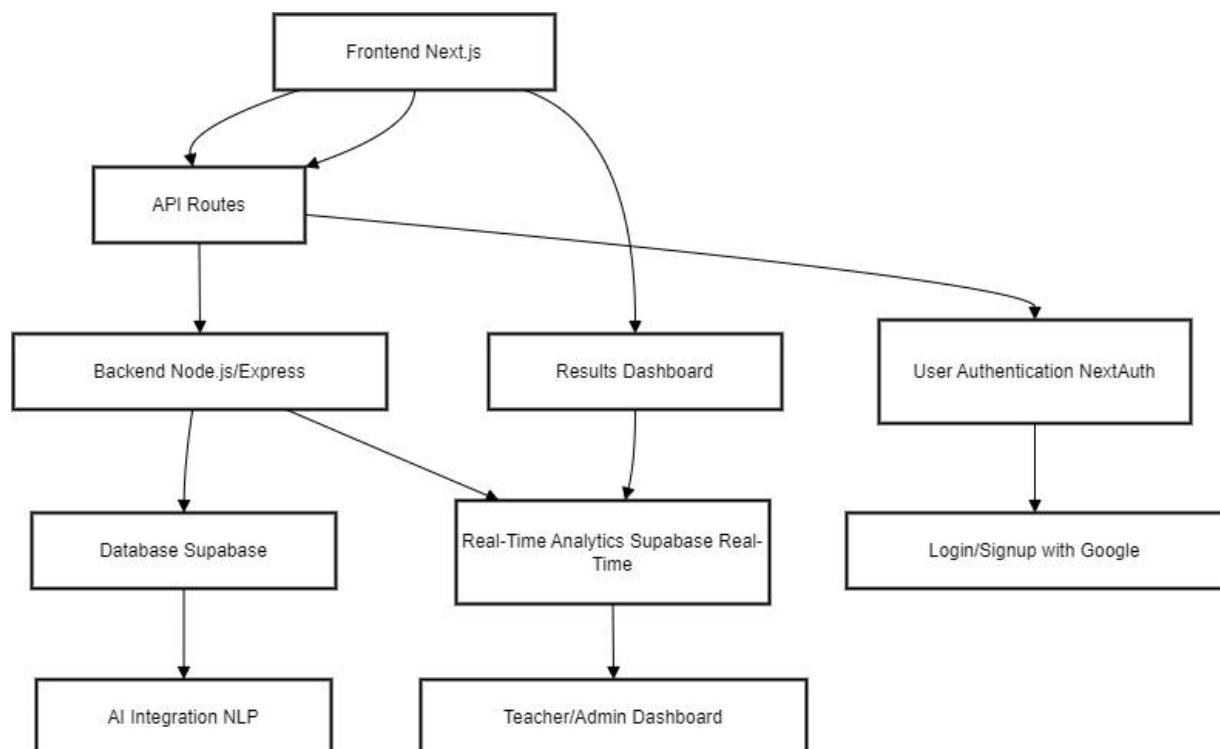 Frontend Next.js
API Routes
Backend Node.js/Express
Results Dashboard
User Authentication NextAuth
Database Supabase
Real-Time Analytics Supabase Real-
Time
Login/Signup with Google
AI Integration NLP
Teacher/Admin Dashboard